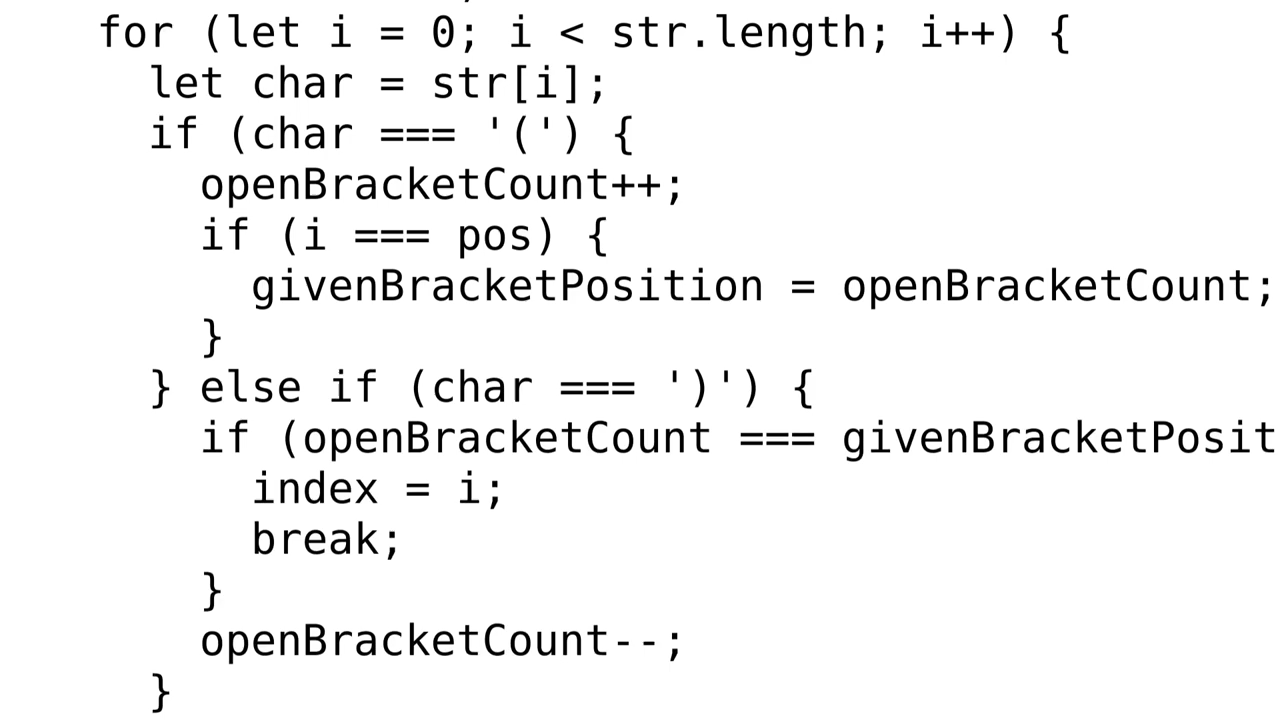 for (let i = 0; i < str.length; i++) {
let char = str[i];
if (char === '(') {
openBracketCount++;
if (i === pos) {
givenBracketPosition = openBracketCount;
}
} else if (char === ')') {
if (openBracketCount === givenBracketPosit
index = i;
break;
}
openBracketCount--;
}